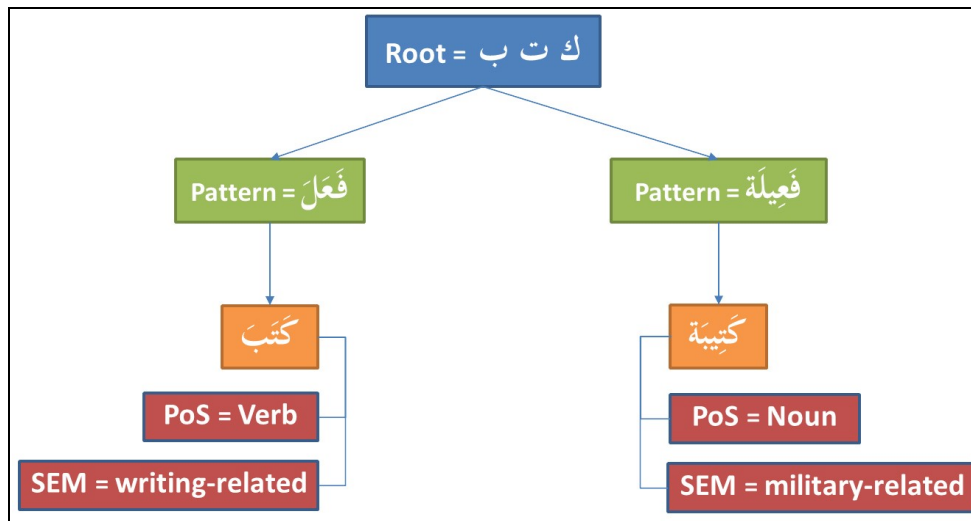 Root = ك ت ب
Pattern = فَعَلَ
Pattern = فَعِيلَة
كَتَبَ
كَتِيبَة
PoS = Verb
PoS = Noun
SEM = writing-related
SEM = military-related